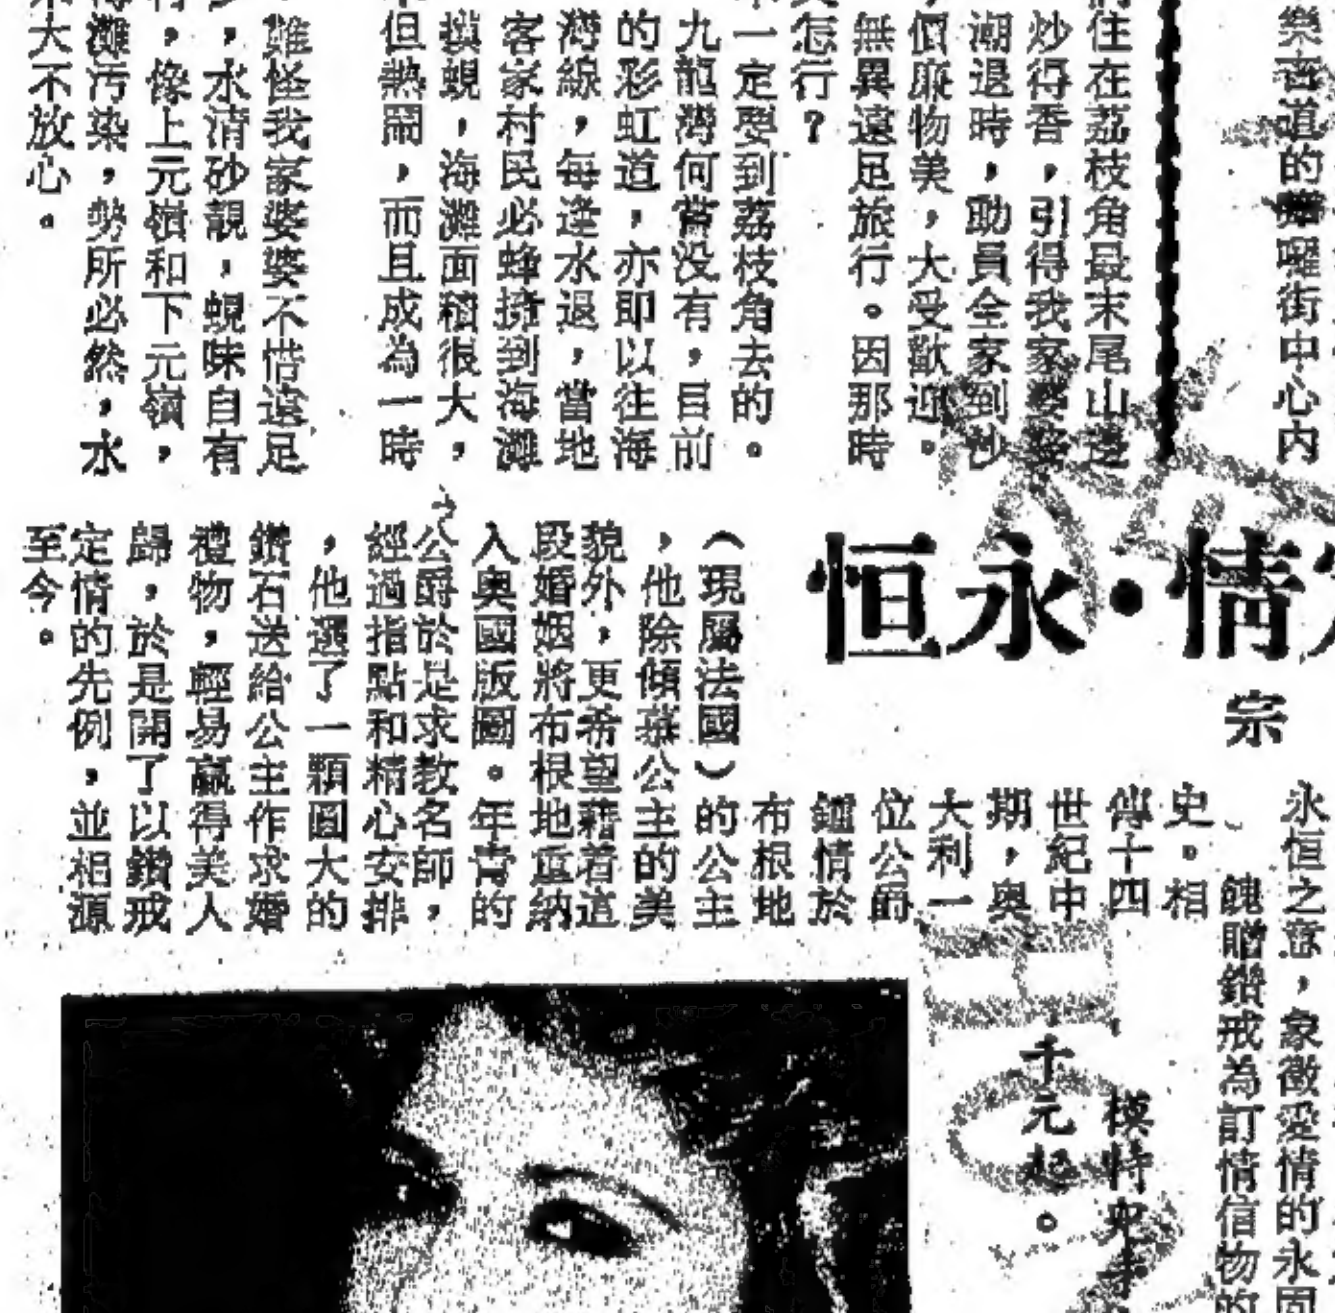 樂古道的
囉街中心內
們住在荔枝角最末尾山邊
炒得香，引得我家婆婆
潮退時，助員全家到沙
，價廉物美，大受歡迎。
無異遠足旅行。因那時
怎行？
一定要到荔枝角去的。
九龍灣何嘗没有，目前
的彩虹道，亦即以往海
灣線，每逢水退，當地
客家村民必蜂擁到海灘
摸蜆，海灘面積很大，
但熱鬧，而且成為一時
難怪我家婆婆不惜遠足
，水清砂靚，蜆味自有
，像上元嶺和下元嶺，
灘污染，勢所必然，水
大不放心。
恒永·情
宗
永恒之意，象徵愛情的永固
餽贈鑽戒為訂情信物的
史。相
傳十四
世紀中
期，奥
大利一
位公爵
鍾情於
布根地
（現屬法國）的公主
，他除傾慕公主的美
貌外，更希望藉着這
段婚姻將布根地重納
入奥國版圖。年青的
公爵於是求教名師，
之
經過指點和精心安排
，他選了一顆圓大的
鑽石送給公主作求婚
禮物，輕易贏得美人
歸，於是開了以鑽戒
定情的先例，並相源
至今。
模特兒
千元起。